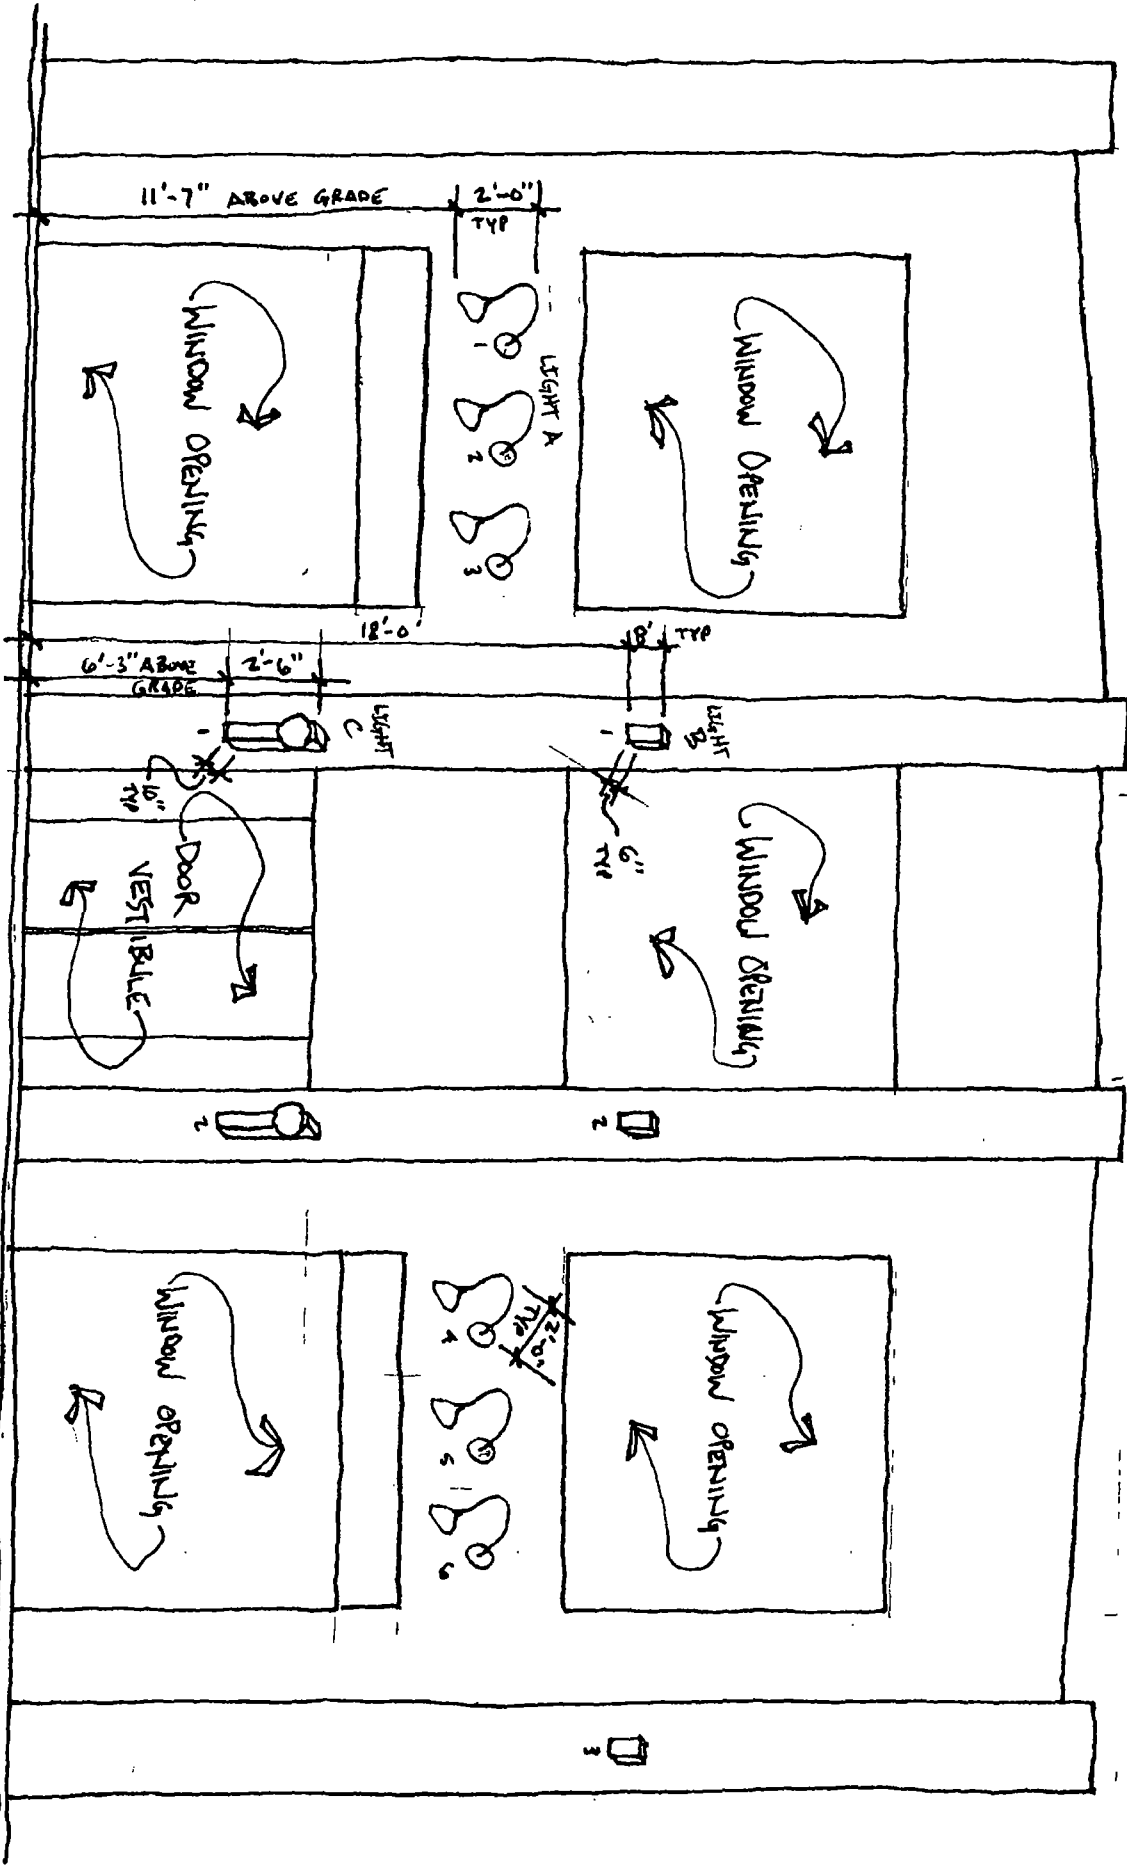 11'-7" ABOVE GRADE
2'-0"
TYP
WINDOW OPENING
LIGHT A
1
2
3
WINDOW OPENING
18'-0"
8'
TYP
6'-3" ABOVE
GRADE
2'-6"
LIGHT
C
1
LIGHT
B
1
10"
TYP
6"
TYP
DOOR
VESTIBULE
WINDOW OPENING
2
2
WINDOW OPENING
4
5
6
2'-0"
TYP
WINDOW OPENING
3